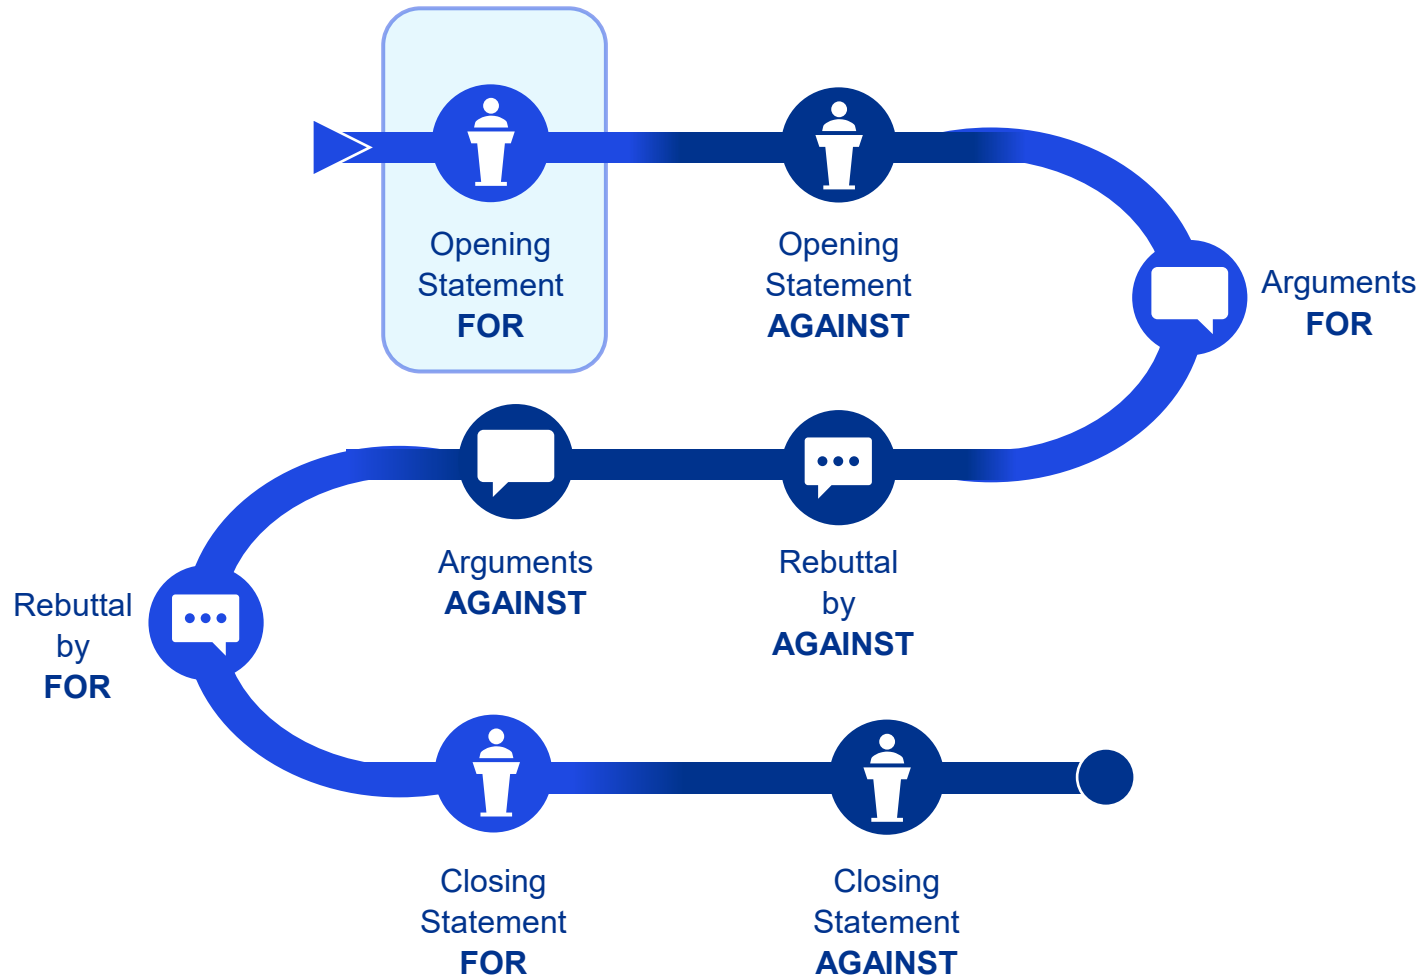 Opening
Statement
FOR
Opening
Statement
AGAINST
Arguments
FOR
Rebuttal
by
AGAINST
Arguments
AGAINST
Rebuttal
by
FOR
Closing
Statement
FOR
Closing
Statement
AGAINST